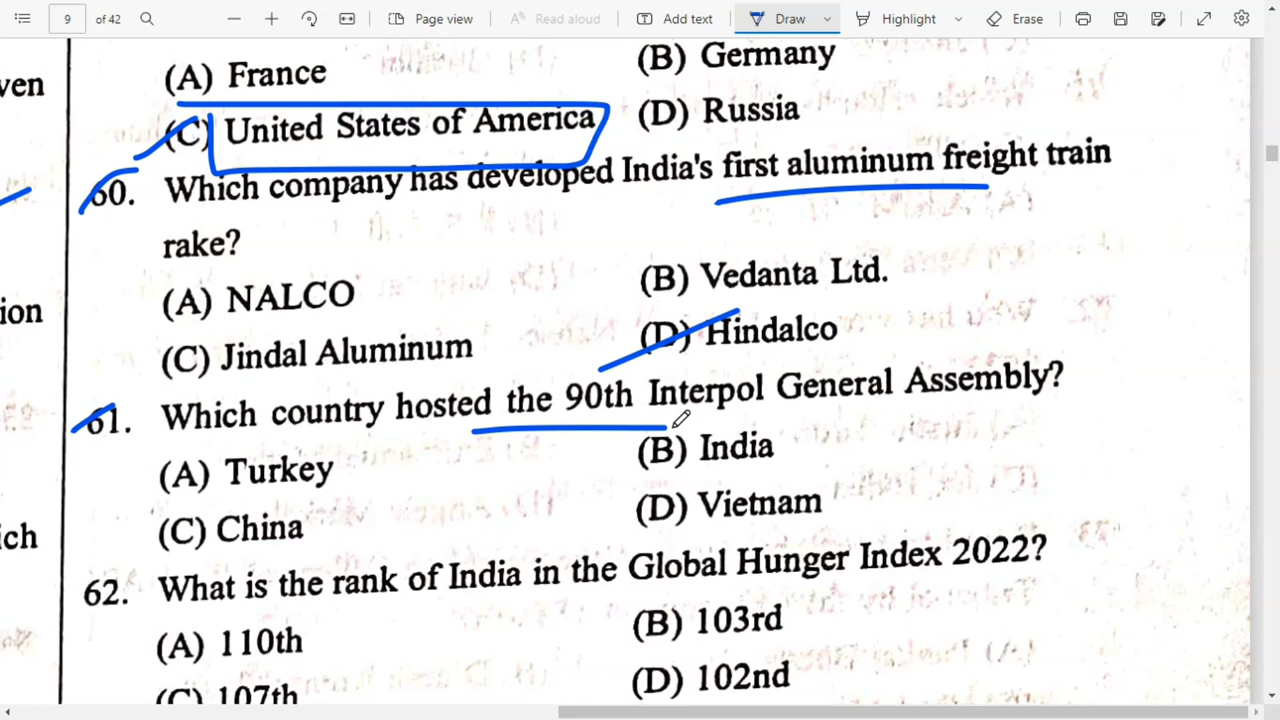 9 of 42 Page view Read aloud Add text Draw Highlight Erase
(A) France (B) Germany
ven
(C) United States of America (D) Russia
60. Which company has developed India's first aluminum freight train
rake?
(A) NALCO (B) Vedanta Ltd.
ion
(C) Jindal Aluminum (D) Hindalco
61. Which country hosted the 90th Interpol General Assembly?
(A) Turkey (B) India
(C) China (D) Vietnam
ich
62. What is the rank of India in the Global Hunger Index 2022?
(A) 110th (B) 103rd
(C) 107th (D) 102nd